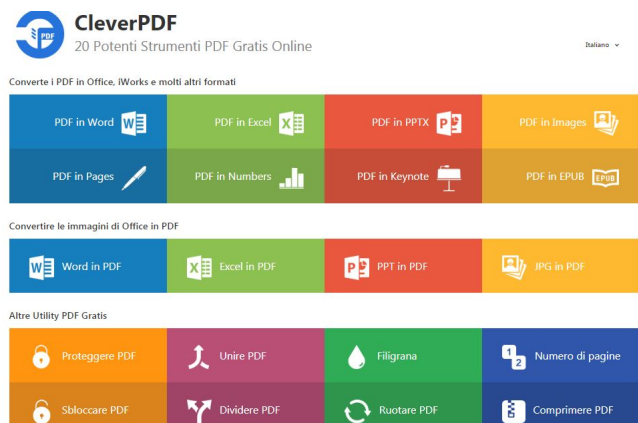 PDF
CleverPDF
20 Potenti Strumenti PDF Gratis Online
Italiano
Converte i PDF in Office, iWorks e molti altri formati
PDF in Word W
PDF in Excel X
PDF in PPTX P
PDF in Images
PDF in Pages
PDF in Numbers
PDF in Keynote
PDF in EPUB EPUB
Convertire le immagini di Office in PDF
W Word in PDF
X Excel in PDF
P PPT in PDF
JPG in PDF
Altre Utility PDF Gratis
Proteggere PDF
Unire PDF
Filigrana
1 2 Numero di pagine
Sbloccare PDF
Dividere PDF
Ruotare PDF
Comprimere PDF